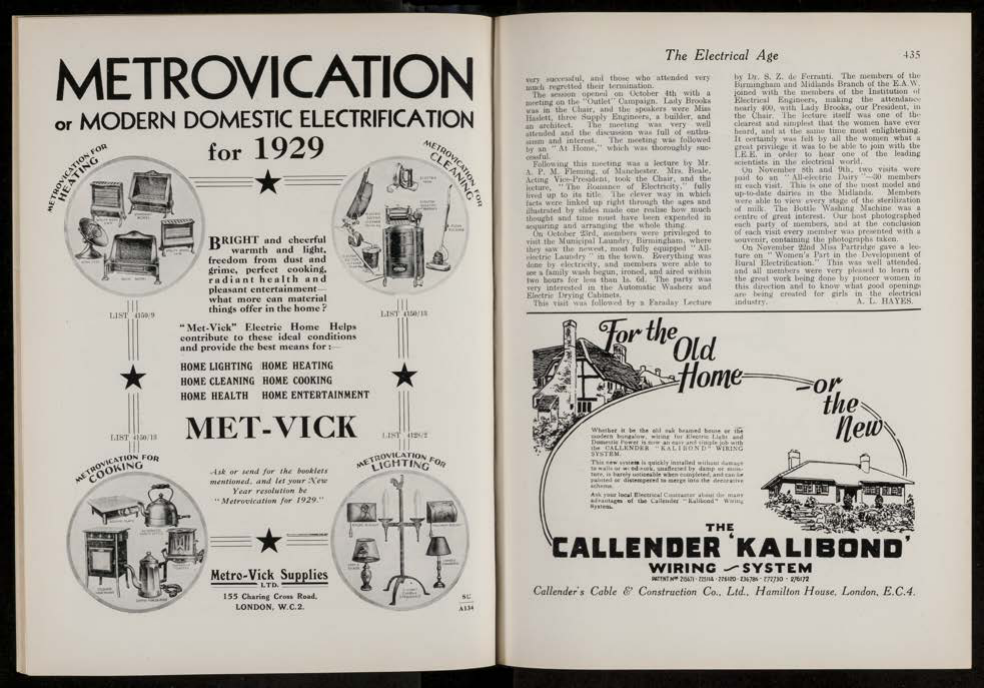 METROVICATION
or MODERN DOMESTIC ELECTRIFICATION
for 1929
METROVICATION FOR
HEATING
METROVICATION FOR
CLEANING
BRIGHT and cheerful
warmth and light,
freedom from dust and
grime, perfect cooking,
radiant health and
pleasant entertainment—
what more can material
things offer in the home?
LIST 4150/9
LIST 4150/18
"Met-Vick" Electric Home Helps
contribute to these ideal conditions
and provide the best means for :—
HOME LIGHTING HOME HEATING
HOME CLEANING HOME COOKING
HOME HEALTH HOME ENTERTAINMENT
MET-VICK
LIST 4150/13
LIST 4128/2
METROVICATION FOR
COOKING
METROVICATION FOR
LIGHTING
Ask or send for the booklets
mentioned, and let your New
Year resolution be
"Metrovication for 1929."
Metro-Vick Supplies
LTD.
155 Charing Cross Road,
LONDON, W.C.2.
A134
The Electrical Age
435
very successful, and those who attended very
much regretted their termination.
The session opened on October 4th with a
meeting on the "Outlet" Campaign. Lady Brooks
was in the Chair, and the speakers were Miss
Haslett, three Supply Engineers, a builder, and
an architect. The meeting was very well
attended and the discussion was full of enthu-
siasm and interest. The meeting was followed
by an "At Home," which was thoroughly suc-
cessful.
Following this meeting was a lecture by Mr.
A. P. M. Fleming, of Manchester. Mrs. Beale,
Acting Vice-President, took the Chair, and the
lecture, "The Romance of Electricity," fully
lived up to its title. The clever way in which
facts were linked up right through the ages and
illustrated by slides made one realise how much
thought and time must have been expended in
acquiring and arranging the whole thing.
On October 23rd, members were privileged to
visit the Municipal Laundry, Birmingham, where
they saw the newest, most fully equipped "All-
electric Laundry" in the town. Everything was
done by electricity, and members were able to
see a family wash begun, ironed, and aired within
two hours for less than 1s. 6d. The party was
very interested in the Automatic Washers and
Electric Drying Cabinets.
This visit was followed by a Faraday Lecture
by Dr. S. Z. de Ferranti. The members of the
Birmingham and Midlands Branch of the E.A.W.
joined with the members of the Institution of
Electrical Engineers, making the attendance
nearly 400, with Lady Brooks, our President, in
the Chair. The lecture itself was one of the
clearest and simplest that the women have ever
heard, and at the same time most enlightening.
It certainly was felt by all the women what a
great privilege it was to be able to join with the
I.E.E. in order to hear one of the leading
scientists in the electrical world.
On November 8th and 9th, two visits were
paid to an "All-electric Dairy"—30 members
in each visit. This is one of the most model and
up-to-date dairies in the Midlands. Members
were able to view every stage of the sterilization
of milk. The Bottle Washing Machine was a
centre of great interest. Our host photographed
each party of members, and at the conclusion
of each visit every member was presented with a
souvenir, containing the photographs taken.
On November 22nd Miss Partridge gave a lec-
ture on "Women's Part in the Development of
Rural Electrification." This was well attended,
and all members were very pleased to learn of
the great work being done by pioneer women in
this direction and to know what good openings
are being created for girls in the electrical
industry. A. L. HAYES.
For the
Old
Home—
—or
the
New
Whether it be the old oak beamed house or the
modern bungalow, wiring for Electric Light and
Domestic Power is now an easy and simple job with
the CALLENDER "KALIBOND" WIRING
SYSTEM.
This new system is quickly installed without damage
to walls or wood-work, unaffected by damp or mois-
ture, is barely noticeable when completed, and can be
painted or distempered to merge into the decorative
scheme.
Ask your local Electrical Contractor about the many
advantages of the Callender "Kalibond" Wiring
System.
THE
CALLENDER 'KALIBOND'
WIRING – SYSTEM
Callender's Cable & Construction Co., Ltd., Hamilton House, London, E.C.4.